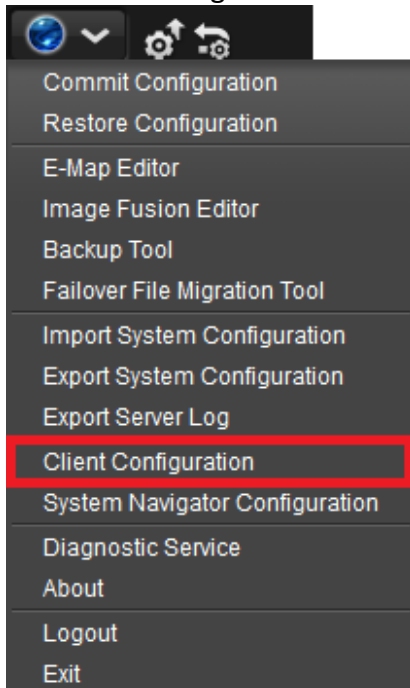 Commit Configuration
Restore Configuration
E-Map Editor
Image Fusion Editor
Backup Tool
Failover File Migration Tool
Import System Configuration
Export System Configuration
Export Server Log
Client Configuration
System Navigator Configuration
Diagnostic Service
About
Logout
Exit